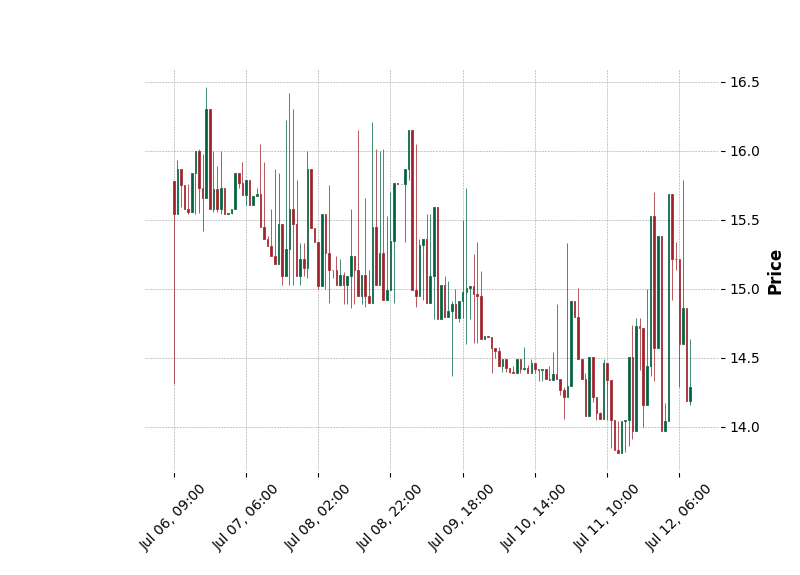 16.5
16.0
15.5
15.0
14.5
14.0
Price
Jul 06, 09:00
Jul 07, 06:00
Jul 08, 02:00
Jul 08, 22:00
Jul 09, 18:00
Jul 10, 14:00
Jul 11, 10:00
Jul 12, 06:00